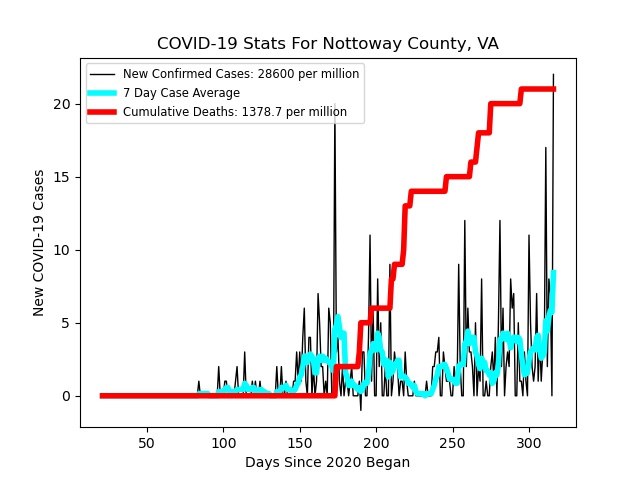 COVID-19 Stats For Nottoway County, VA
New Confirmed Cases: 28600 per million
7 Day Case Average
Cumulative Deaths: 1378.7 per million
20
15
10
5
0
New COVID-19 Cases
50 100 150 200 250 300
Days Since 2020 Began